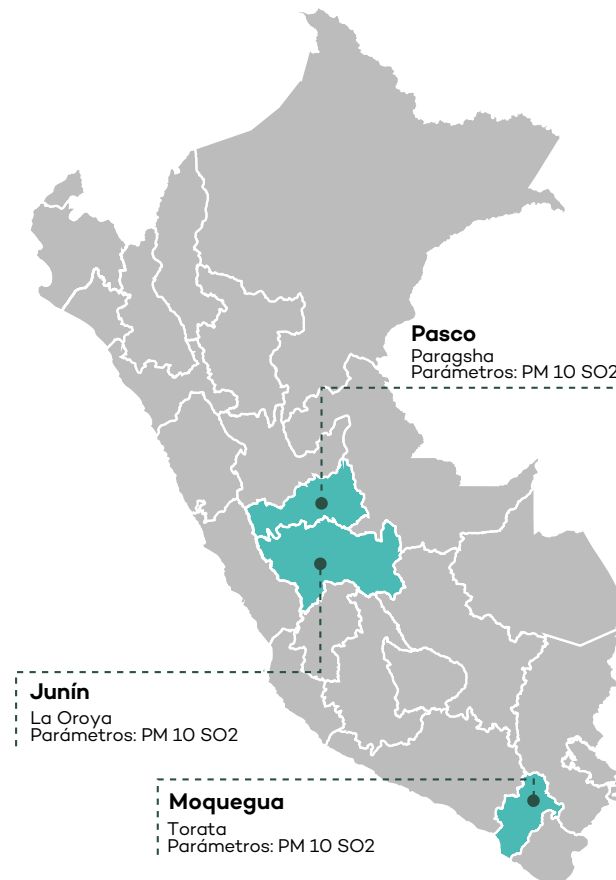 Pasco
Paragsha
Parámetros: PM 10 SO2
Junín
La Oroya
Parámetros: PM 10 SO2
Moquegua
Torata
Parámetros: PM 10 SO2